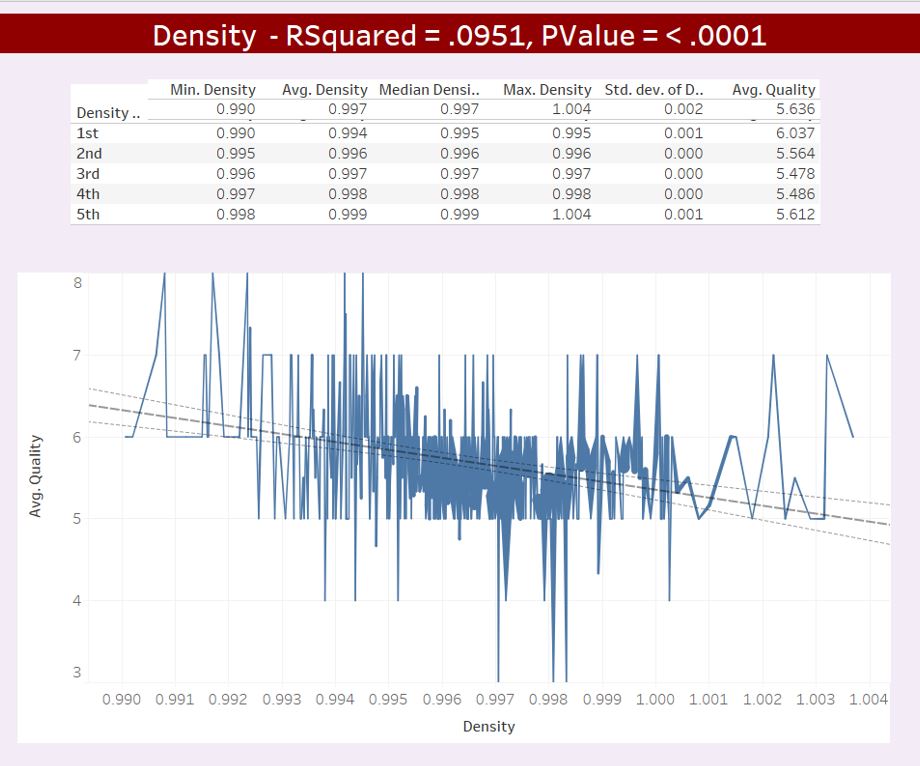 Density - RSquared = .0951, PValue = < .0001
Min. Density Avg. Density Median Densi.. Max. Density Std. dev. of D.. Avg. Quality
Density .. 0.990 0.997 0.997 1.004 0.002 5.636
1st 0.990 0.994 0.995 0.995 0.001 6.037
2nd 0.995 0.996 0.996 0.996 0.000 5.564
3rd 0.996 0.997 0.997 0.997 0.000 5.478
4th 0.997 0.998 0.998 0.998 0.000 5.486
5th 0.998 0.999 0.999 1.004 0.001 5.612
8
7
6
5
4
3
Avg. Quality
0.990 0.991 0.992 0.993 0.994 0.995 0.996 0.997 0.998 0.999 1.000 1.001 1.002 1.003 1.004
Density